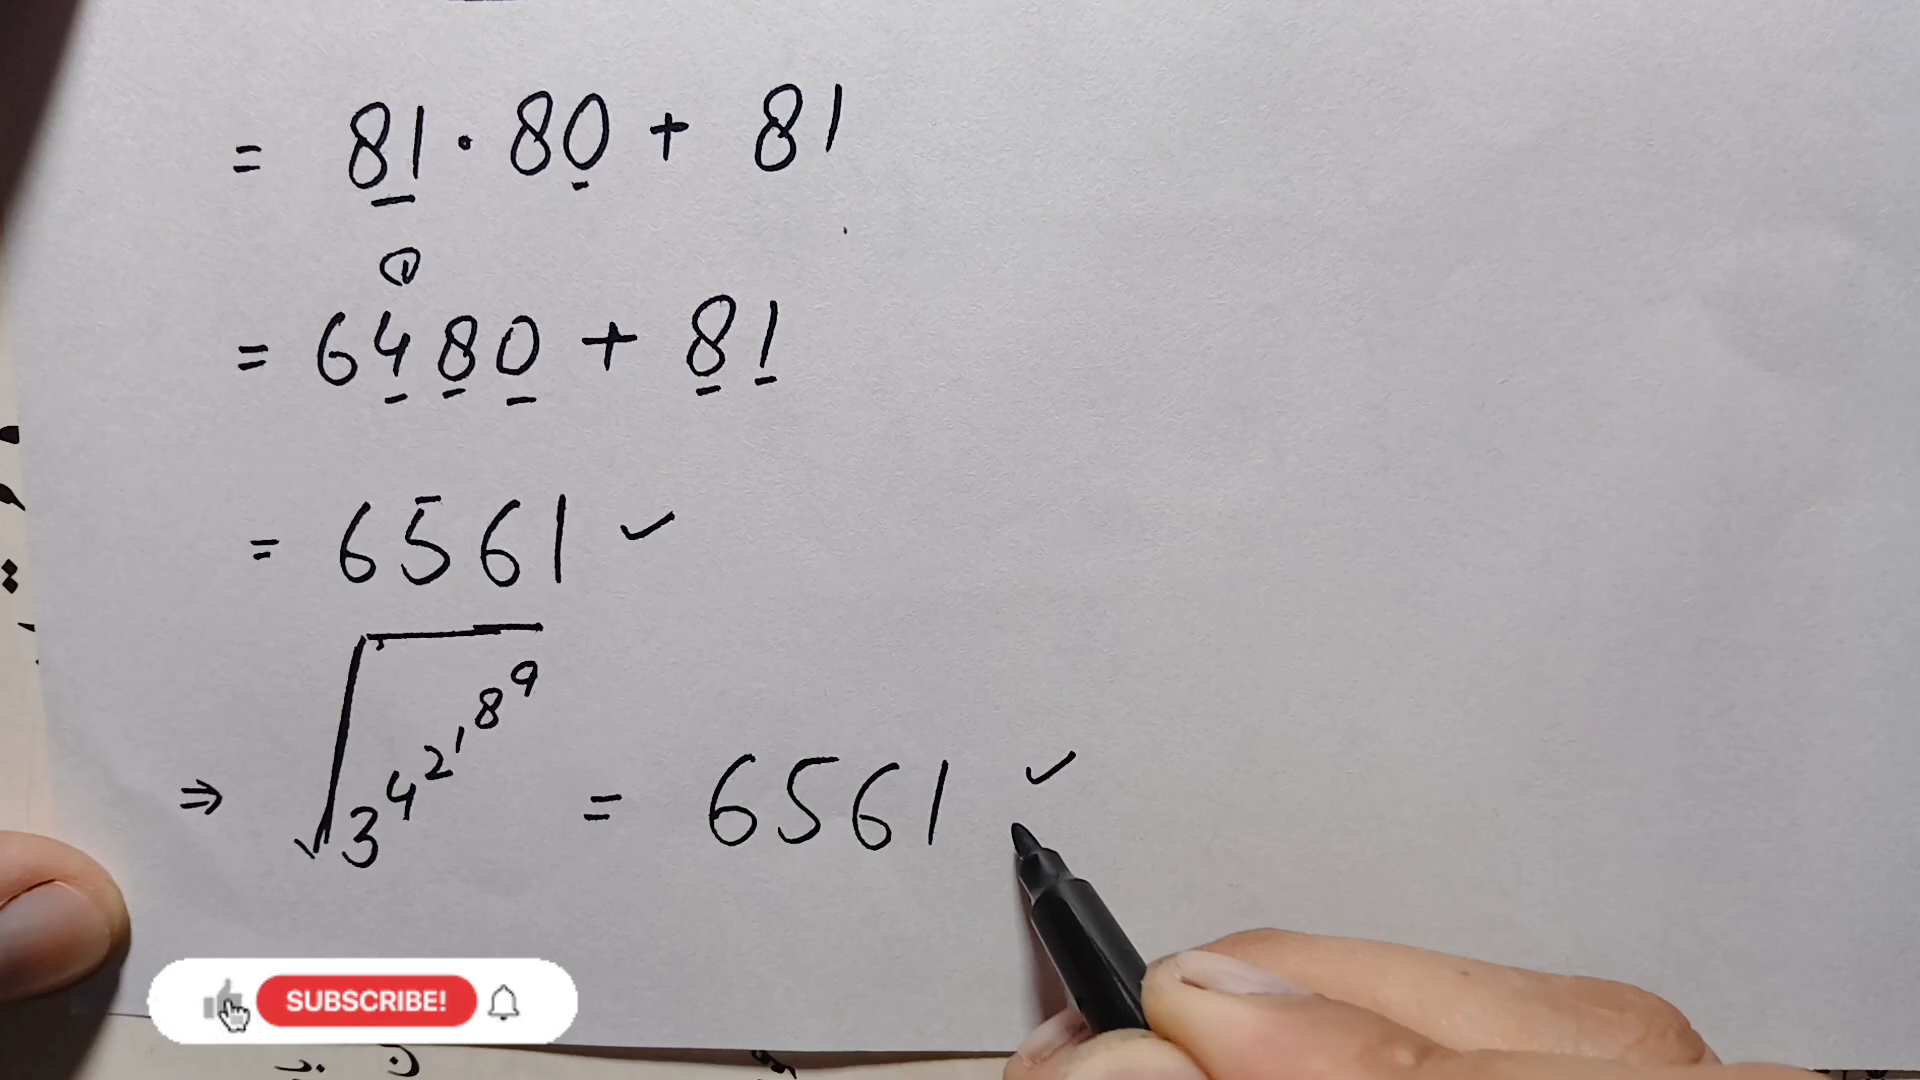 = 81 · 80 + 81
①
= 6480 + 81
= 6561 ✓
⇒ √3^4^2^1^8^9 = 6561 ✓
SUBSCRIBE!